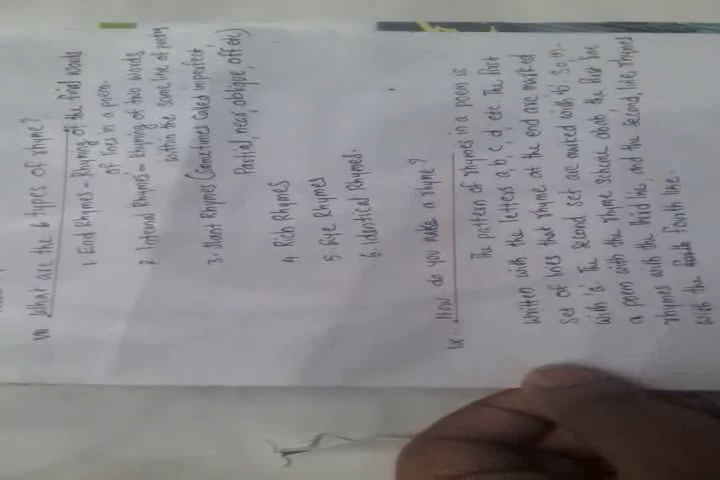 VIII What are the 6 types of rhyme?
1. End Rhymes = Rhyming of the final words
of lines in a poem.
2. Internal Rhymes = Rhyming of two words
within the same line of poetry
3. Slant Rhymes (Sometimes called imperfect,
Partial, near, oblique, off etc)
4. Rich Rhymes
5. Eye Rhymes
6. Identical Rhymes.
IX. How do you make a rhyme?
The pattern of rhymes in a poem is
written with the letters a, b, c, d, etc. The first
set of lines that rhyme at the end are marked
with 'a'. The second set are marked with 'b'. So in
a poem with the rhyme scheme abab, the first line
rhymes with the third line, and the second, line rhymes
with the fourth line.